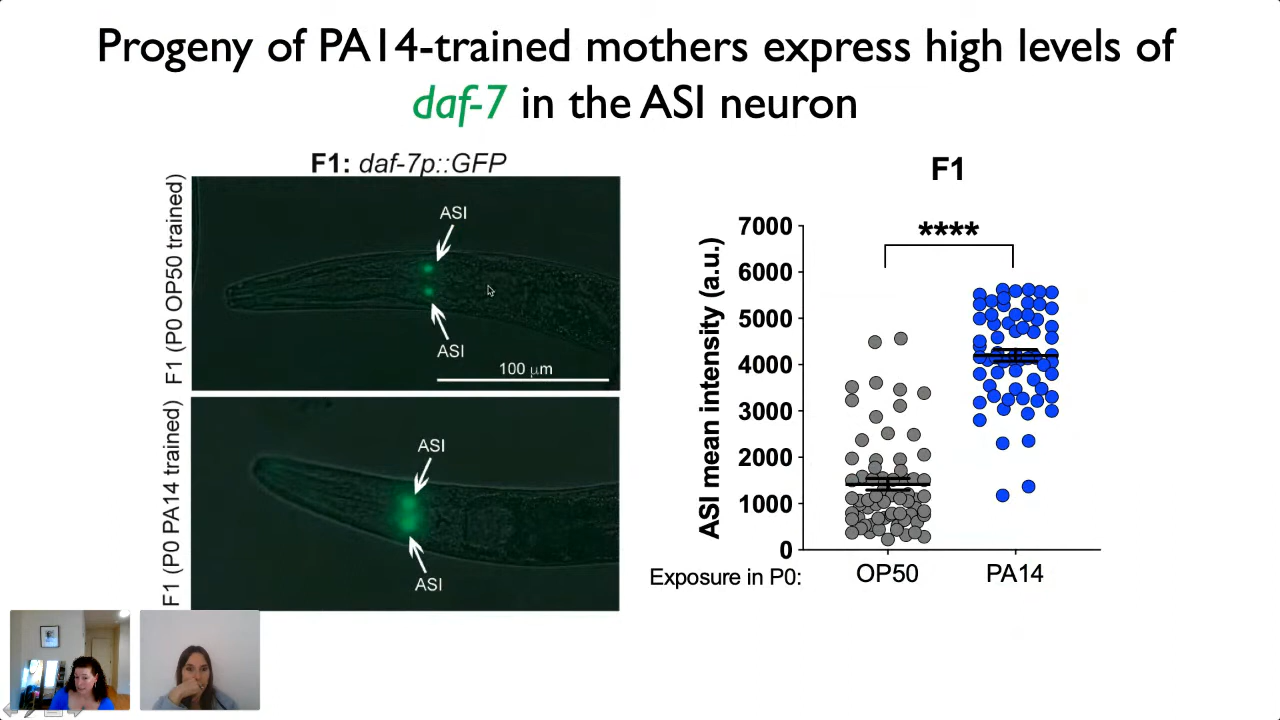 Progeny of PA14-trained mothers express high levels of
daf-7 in the ASI neuron
F1: daf-7p::GFP
F1 (P0 OP50 trained)
ASI
ASI
100 μm
F1 (P0 PA14 trained)
ASI
ASI
F1
****
ASI mean intensity (a.u.)
7000
6000
5000
4000
3000
2000
1000
0
Exposure in P0:
OP50
PA14